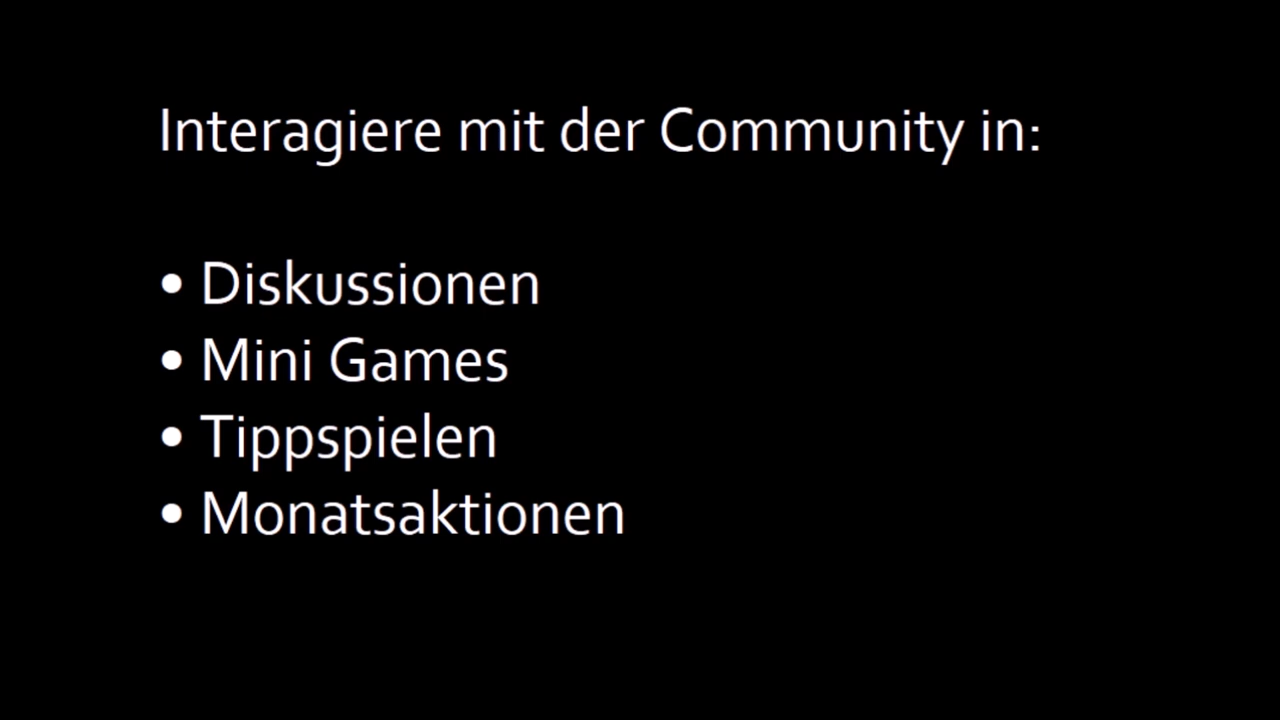 Interagiere mit der Community in:
• Diskussionen
• Mini Games
• Tippspielen
• Monatsaktionen